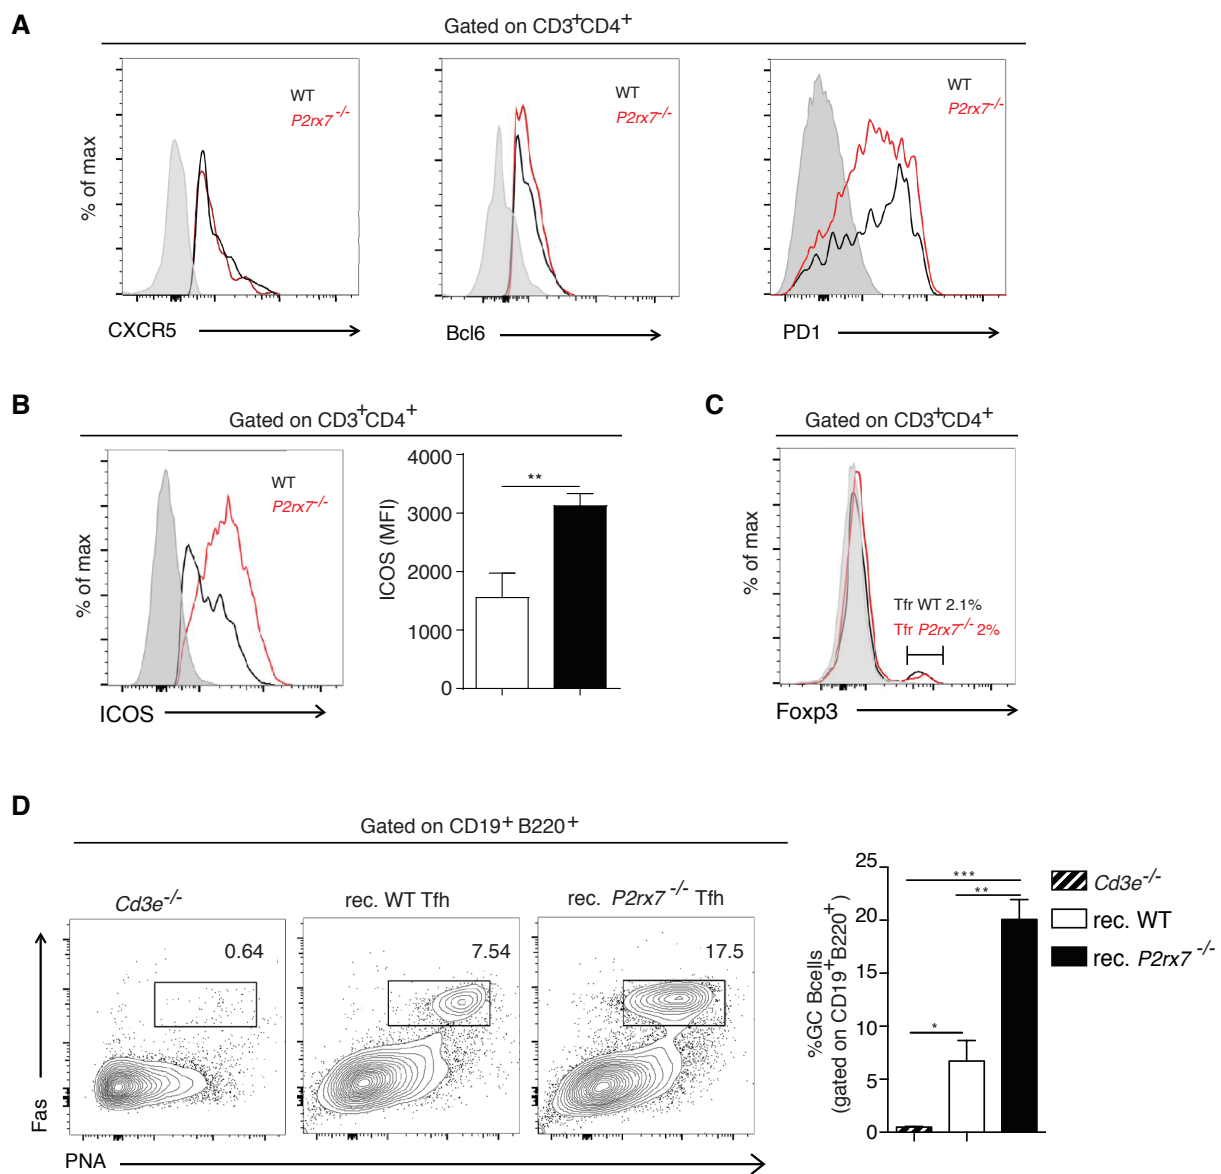 A
Gated on CD3+CD4+
% of max
WT
P2rx7 -/-
WT
P2rx7-/-
WT
P2rx7-/-
CXCR5
Bcl6
PD1
B
Gated on CD3+CD4+
% of max
WT
P2rx7-/-
ICOS
ICOS (MFI)
4000
3000
2000
1000
0
**
C
Gated on CD3+CD4+
% of max
Tfr WT 2.1%
Tfr P2rx7-/- 2%
Foxp3
D
Gated on CD19+ B220+
Cd3e-/-
rec. WT Tfh
rec. P2rx7 -/- Tfh
0.64
7.54
17.5
Fas
PNA
%GC Bcells
(gated on CD19+ B220+)
25
20
15
10
5
0
***
**
*
Cd3e-/-
rec. WT
rec. P2rx7 -/-